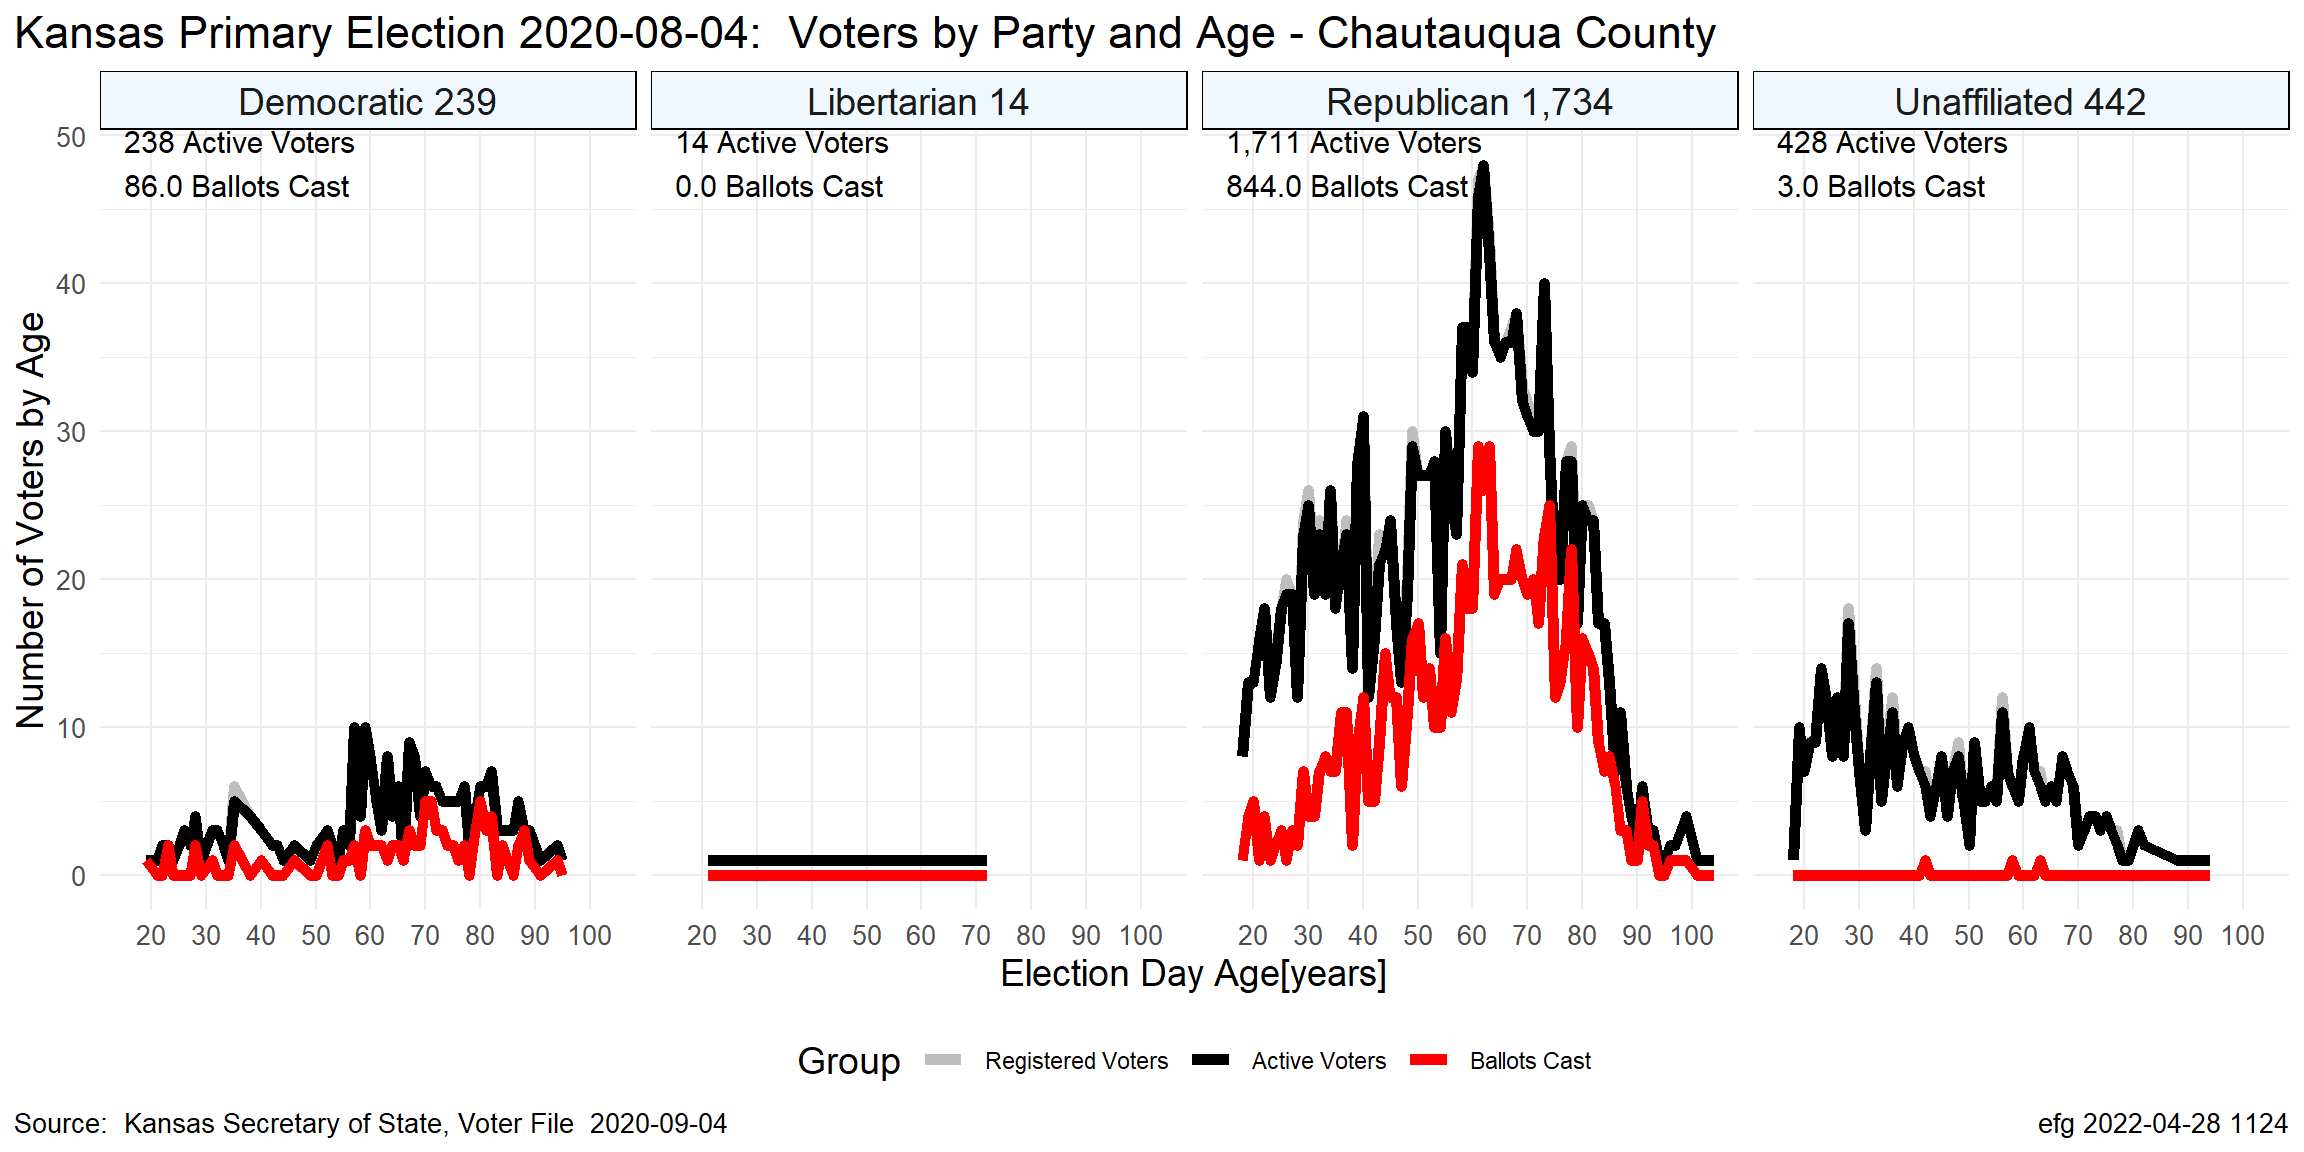 Kansas Primary Election 2020-08-04:  Voters by Party and Age - Chautauqua County
Democratic 239
Libertarian 14
Republican 1,734
Unaffiliated 442
238 Active Voters
86.0 Ballots Cast
14 Active Voters
0.0 Ballots Cast
1,711 Active Voters
844.0 Ballots Cast
428 Active Voters
3.0 Ballots Cast
Number of Voters by Age
50
40
30
20
10
0
20 30 40 50 60 70 80 90 100
20 30 40 50 60 70 80 90 100
20 30 40 50 60 70 80 90 100
20 30 40 50 60 70 80 90 100
Election Day Age[years]
Group Registered Voters Active Voters Ballots Cast
Source:  Kansas Secretary of State, Voter File  2020-09-04
efg 2022-04-28 1124